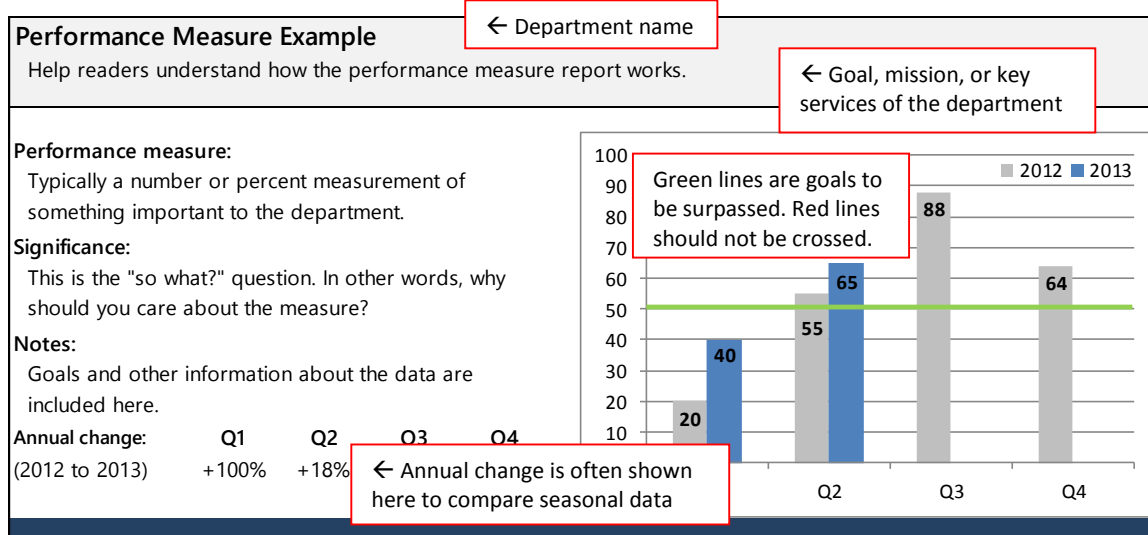 ← Department name
Performance Measure Example
Help readers understand how the performance measure report works.
← Goal, mission, or key
services of the department
Performance measure:
Typically a number or percent measurement of
something important to the department.
Significance:
This is the "so what?" question. In other words, why
should you care about the measure?
Notes:
Goals and other information about the data are
included here.
Annual change: Q1 Q2 Q3 Q4
(2012 to 2013) +100% +18%
← Annual change is often shown
here to compare seasonal data
Green lines are goals to
be surpassed. Red lines
should not be crossed.
2012 2013
100
90
80
70
60
50
40
30
20
10
20
40
55
65
88
64
Q2 Q3 Q4